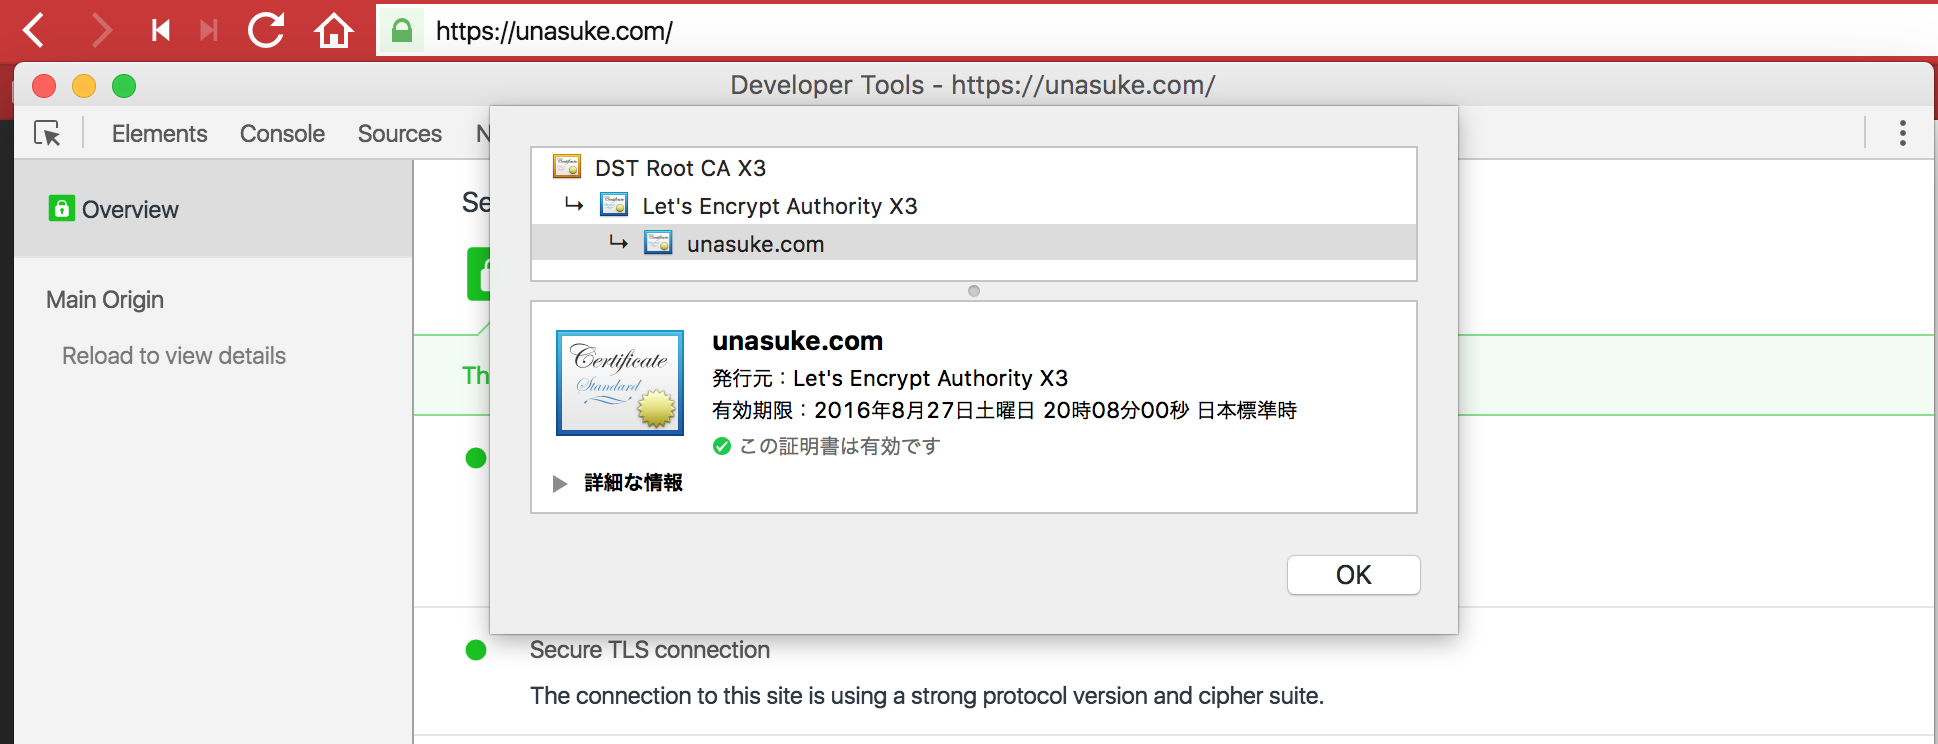 https://unasuke.com/
Developer Tools - https://unasuke.com/
Elements Console Sources N
Overview
Main Origin
Reload to view details
Se
Th
DST Root CA X3
↳ Let's Encrypt Authority X3
↳ unasuke.com
Certificate
Standard
unasuke.com
発行元：Let's Encrypt Authority X3
有効期限：2016年8月27日土曜日 20時08分00秒 日本標準時
この証明書は有効です
詳細な情報
OK
Secure TLS connection
The connection to this site is using a strong protocol version and cipher suite.